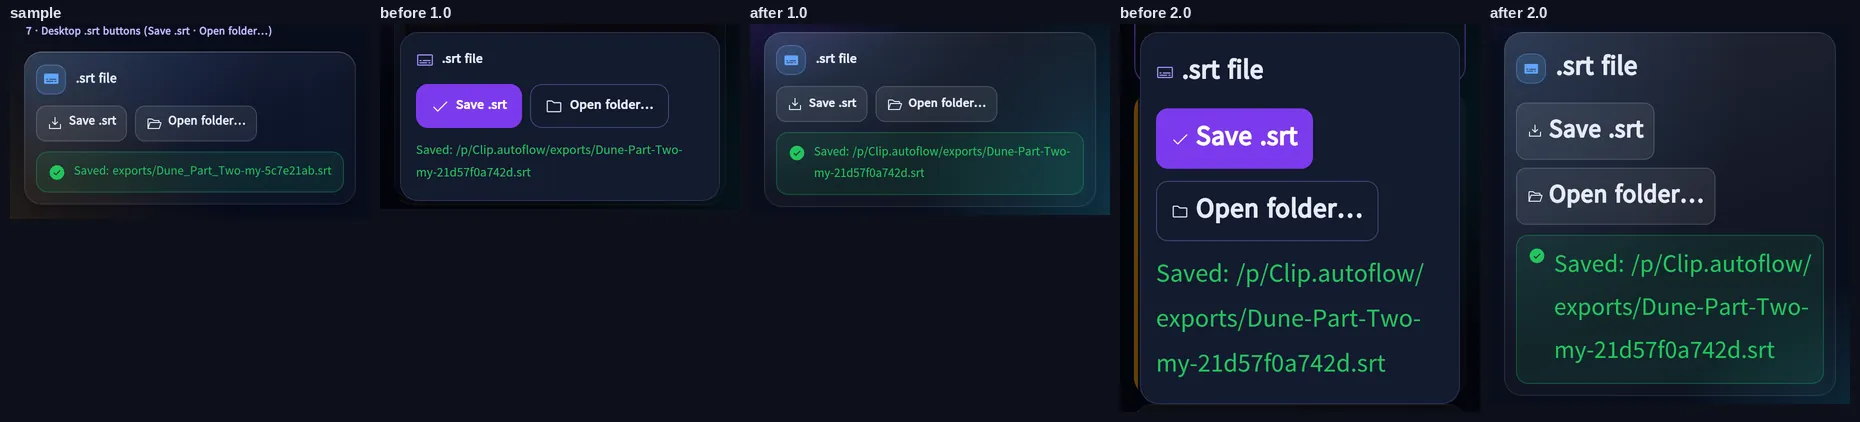 sample
before 1.0
after 1.0
before 2.0
after 2.0
7 · Desktop .srt buttons (Save .srt · Open folder…)
.srt file
Save .srt
Open folder…
Saved: exports/Dune_Part_Two-my-5c7e21ab.srt
.srt file
Save .srt
Open folder…
Saved: /p/Clip.autoflow/exports/Dune-Part-Two-
my-21d57f0a742d.srt
.srt file
Save .srt
Open folder…
Saved: /p/Clip.autoflow/exports/Dune-Part-Two-
my-21d57f0a742d.srt
.srt file
Save .srt
Open folder…
Saved: /p/Clip.autoflow/
exports/Dune-Part-Two-
my-21d57f0a742d.srt
.srt file
Save .srt
Open folder…
Saved: /p/Clip.autoflow/
exports/Dune-Part-Two-
my-21d57f0a742d.srt